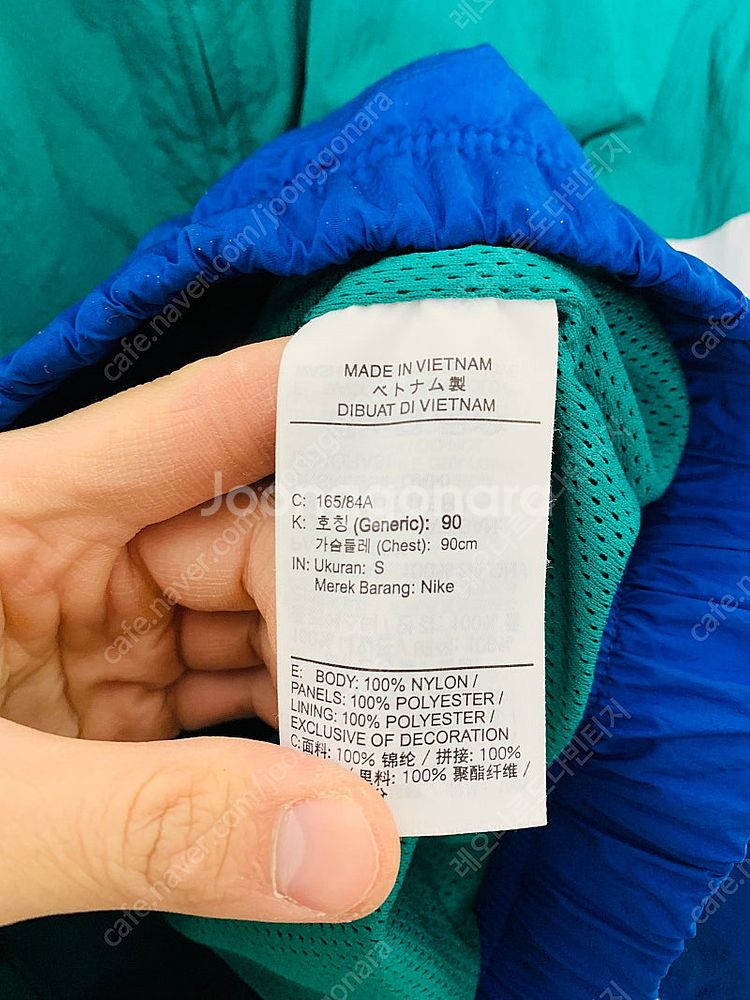 MADE IN VIETNAM
ベトナム製
DIBUAT DI VIETNAM
C: 165/84A
K: 호칭 (Generic): 90
가슴둘레 (Chest): 90cm
IN: Ukuran: S
Merek Barang: Nike
E: BODY: 100% NYLON /
PANELS: 100% POLYESTER /
LINING: 100% POLYESTER /
EXCLUSIVE OF DECORATION
C:面料: 100% 锦纶 / 拼接: 100%
/ 里料: 100% 聚酯纤维 /
Joonggonara
cafe.naver.com/joonggonara